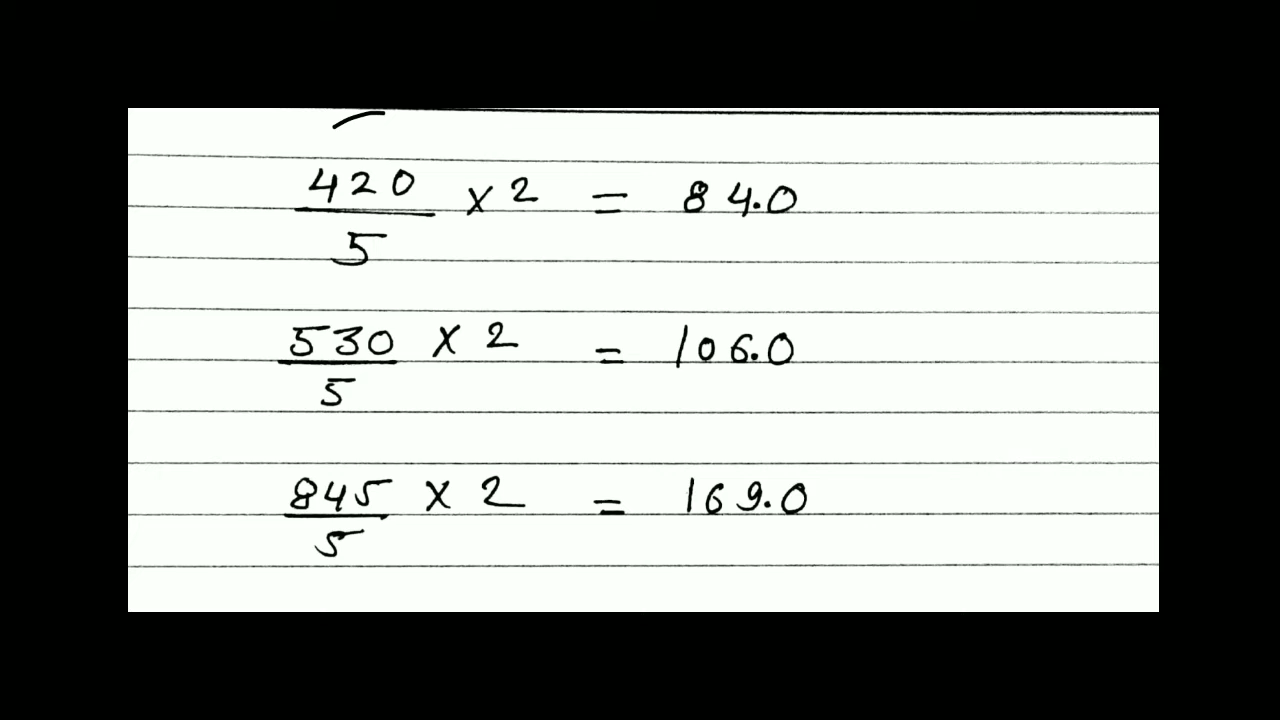 420/5 × 2 = 84.0
530/5 × 2 = 106.0
845/5 × 2 = 169.0